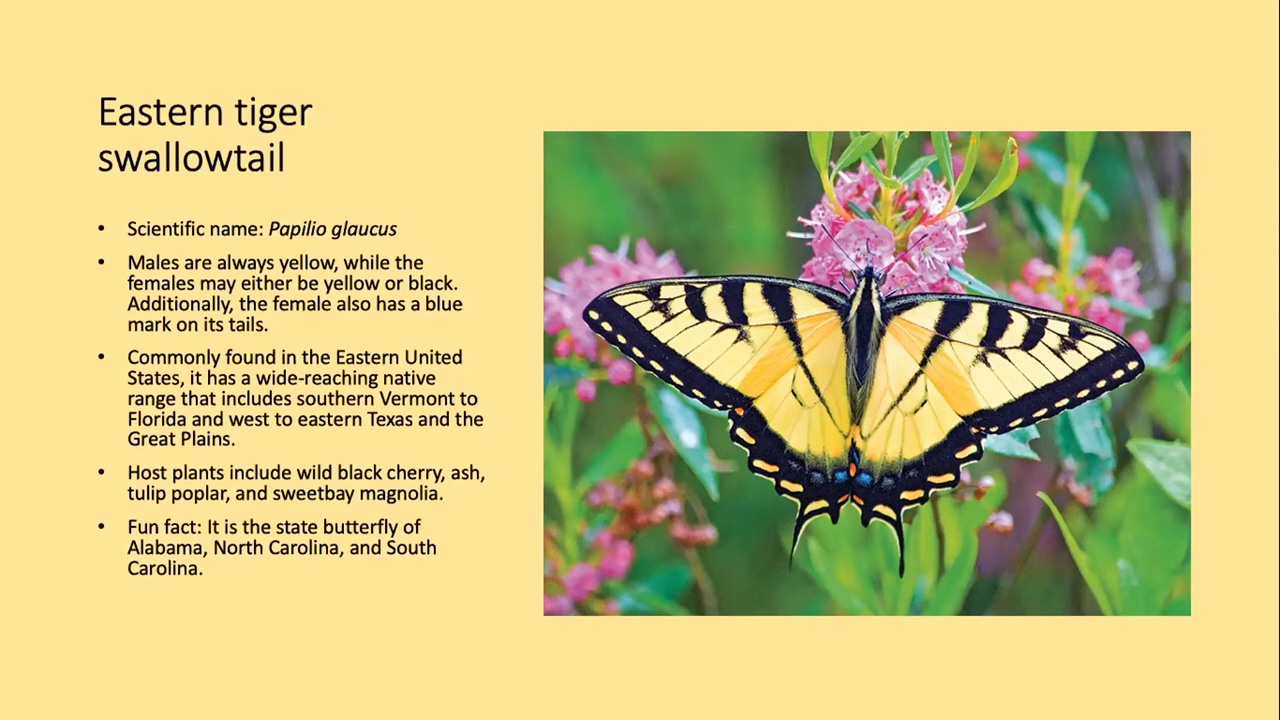 Eastern tiger
swallowtail
• Scientific name: Papilio glaucus
• Males are always yellow, while the
females may either be yellow or black.
Additionally, the female also has a blue
mark on its tails.
• Commonly found in the Eastern United
States, it has a wide-reaching native
range that includes southern Vermont to
Florida and west to eastern Texas and the
Great Plains.
• Host plants include wild black cherry, ash,
tulip poplar, and sweetbay magnolia.
• Fun fact: It is the state butterfly of
Alabama, North Carolina, and South
Carolina.